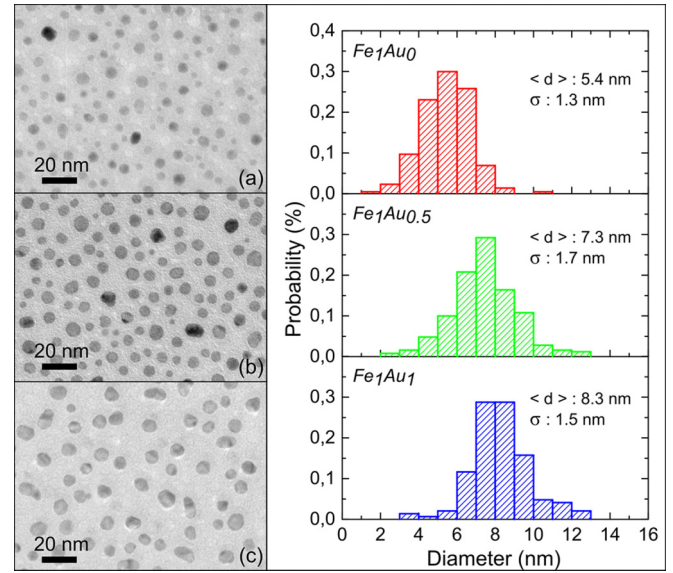 20 nm
(a)
20 nm
(b)
20 nm
(c)
Probability (%)
0,4
0,3
0,2
0,1
0,0
Fe₁Au₀
< d > : 5.4 nm
σ : 1.3 nm
0,3
0,2
0,1
0,0
Fe₁Au₀.₅
< d > : 7.3 nm
σ : 1.7 nm
0,3
0,2
0,1
0,0
Fe₁Au₁
< d > : 8.3 nm
σ : 1.5 nm
0 2 4 6 8 10 12 14 16
Diameter (nm)